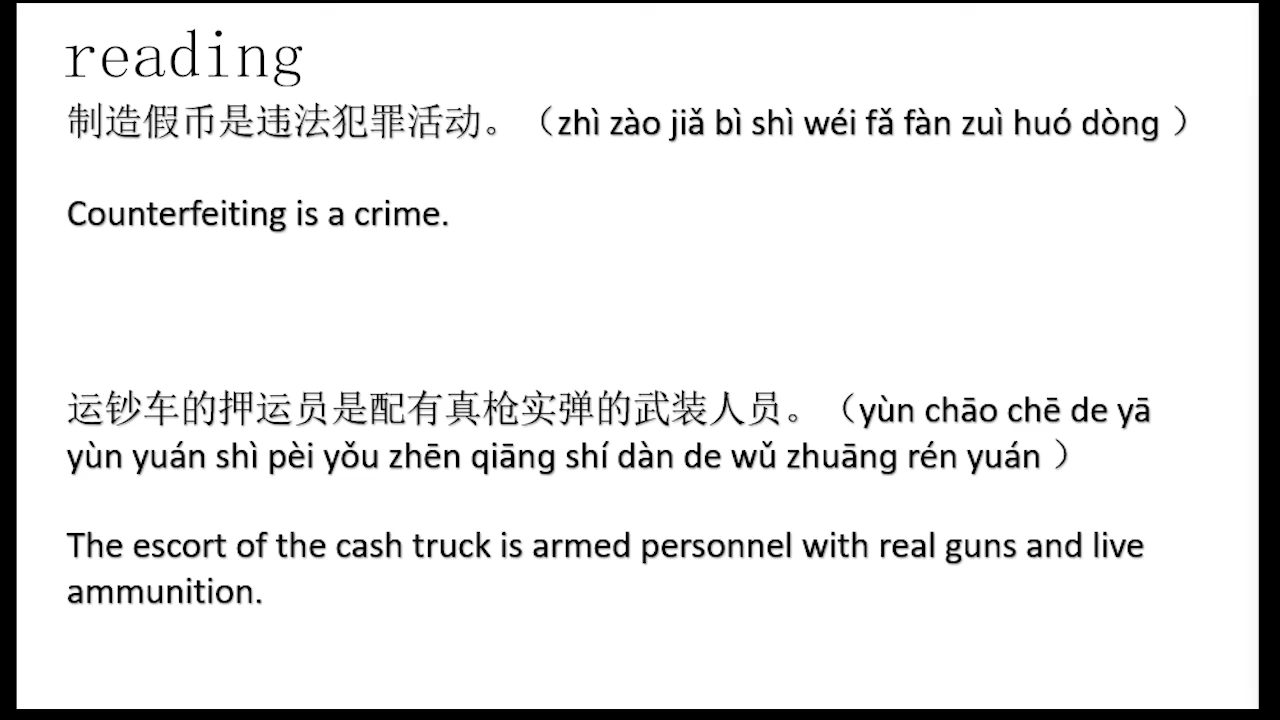 reading
制造假币是违法犯罪活动。（zhì zào jiǎ bì shì wéi fǎ fàn zuì huó dòng ）
Counterfeiting is a crime.
运钞车的押运员是配有真枪实弹的武装人员。（yùn chāo chē de yā
yùn yuán shì pèi yǒu zhēn qiāng shí dàn de wǔ zhuāng rén yuán ）
The escort of the cash truck is armed personnel with real guns and live
ammunition.